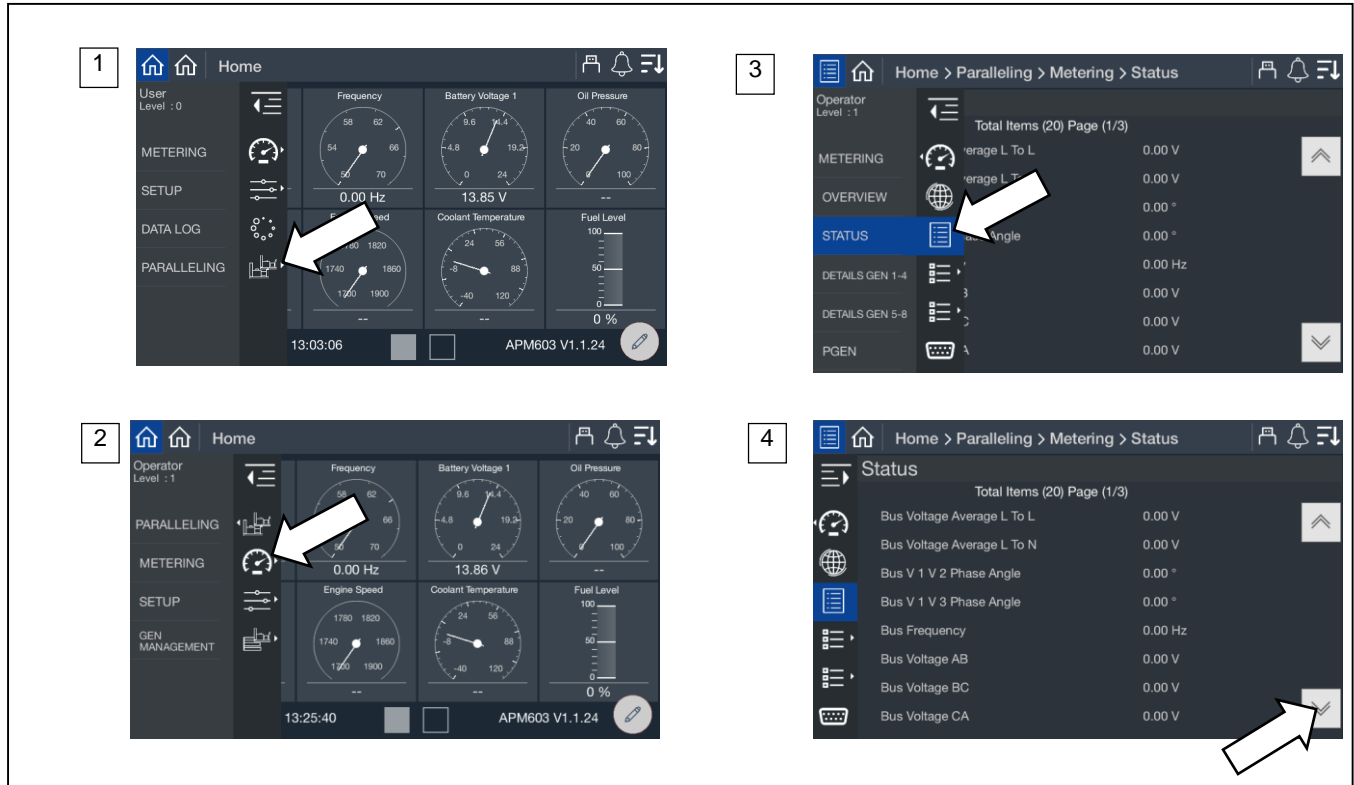 1
Home
User
Level : 0
METERING
SETUP
DATA LOG
PARALLELING
Frequency
58 62
54 66
50 70
0.00 Hz
Battery Voltage 1
9.6 14.4
4.8 19.2
0 24
13.85 V
Oil Pressure
40 60
20 80
0 100
--
1820
1740 1860
1700 1900
--
Coolant Temperature
24 56
-8 88
-40 120
--
Fuel Level
100
50
0
0 %
13:03:06
APM603 V1.1.24
2
Home
Operator
Level : 1
PARALLELING
METERING
SETUP
GEN
MANAGEMENT
Frequency
58 62
66
50 70
0.00 Hz
Battery Voltage 1
9.6 14.4
4.8 19.2
0 24
13.86 V
Oil Pressure
40 60
20 80
0 100
--
Engine Speed
1780 1820
1740 1860
1700 1900
--
Coolant Temperature
24 56
-8 88
-40 120
--
Fuel Level
100
50
0
0 %
13:25:40
APM603 V1.1.24
3
Home > Paralleling > Metering > Status
Operator
Level : 1
METERING
OVERVIEW
STATUS
DETAILS GEN 1-4
DETAILS GEN 5-8
PGEN
Total Items (20) Page (1/3)
verage L To L 0.00 V
verage L 0.00 V
0.00 °
Angle 0.00 °
0.00 Hz
0.00 V
0.00 V
A 0.00 V
4
Home > Paralleling > Metering > Status
Status
Total Items (20) Page (1/3)
Bus Voltage Average L To L 0.00 V
Bus Voltage Average L To N 0.00 V
Bus V 1 V 2 Phase Angle 0.00 °
Bus V 1 V 3 Phase Angle 0.00 °
Bus Frequency 0.00 Hz
Bus Voltage AB 0.00 V
Bus Voltage BC 0.00 V
Bus Voltage CA 0.00 V